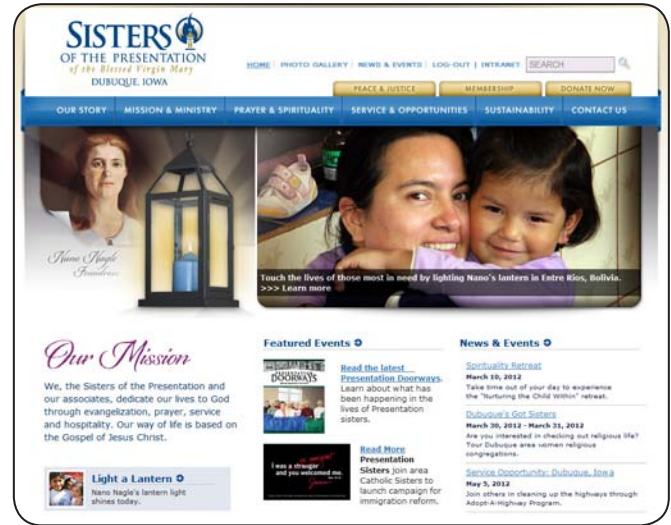 SISTERS
OF THE PRESENTATION
of the Blessed Virgin Mary
DUBUQUE, IOWA
HOME | PHOTO GALLERY | NEWS & EVENTS | LOG-OUT | INTRANET
SEARCH
PEACE & JUSTICE
MEMBERSHIP
DONATE NOW
OUR STORY
MISSION & MINISTRY
PRAYER & SPIRITUALITY
SERVICE & OPPORTUNITIES
SUSTAINABILITY
CONTACT US
Nano Nagle
Foundress
Touch the lives of those most in need by lighting Nano's lantern in Entre Rios, Bolivia.
>>> Learn more
Our Mission
We, the Sisters of the Presentation and
our associates, dedicate our lives to God
through evangelization, prayer, service
and hospitality. Our way of life is based on
the Gospel of Jesus Christ.
Light a Lantern
Nano Nagle's lantern light
shines today.
Featured Events
PRESENTATION
DOORWAYS
Read the latest
Presentation Doorways.
Learn about what has
been happening in the
lives of Presentation
sisters.
I was a stranger
and you welcomed me.
Jesus
Read More
Presentation
Sisters join area
Catholic Sisters to
launch campaign for
immigration reform.
News & Events
Spirituality Retreat
March 10, 2012
Take time out of your day to experience
the "Nurturing the Child Within" retreat.
Dubuque's Got Sisters
March 30, 2012 - March 31, 2012
Are you interested in checking out religious life?
Tour Dubuque area women religious
congregations.
Service Opportunity: Dubuque, Iowa
May 5, 2012
Join others in cleaning up the highways through
Adopt-A-Highway Program.